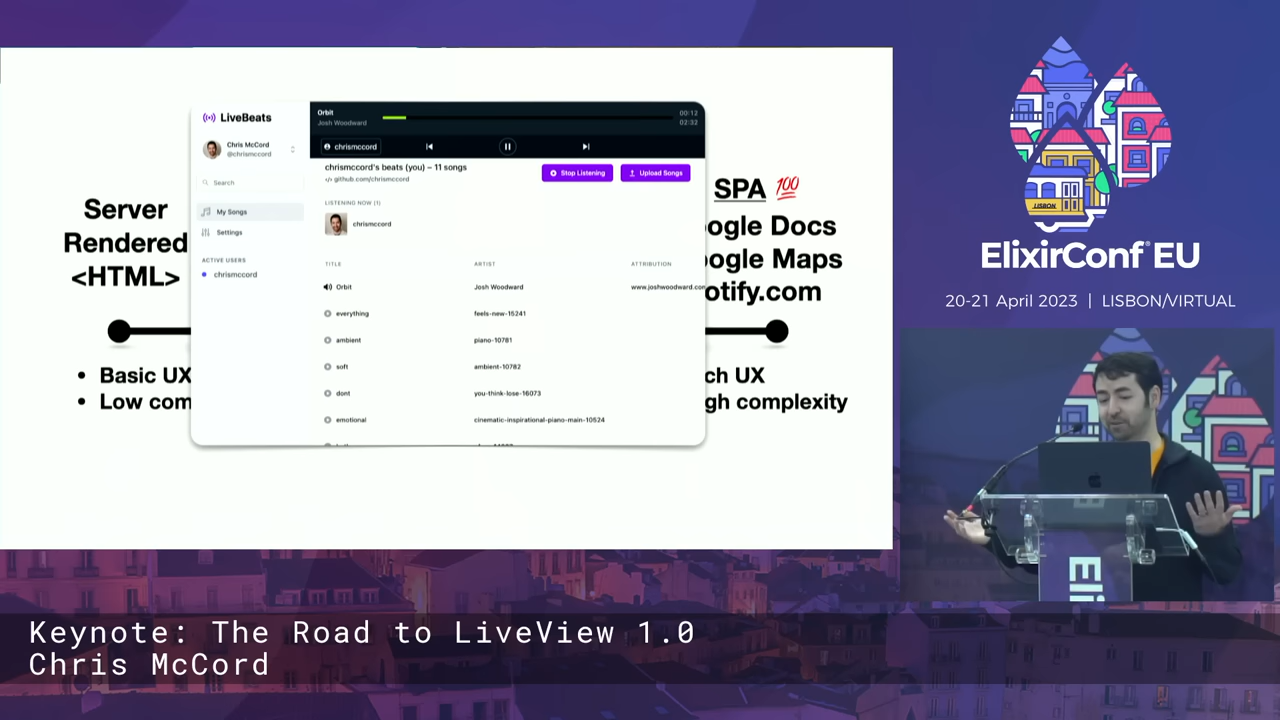 Server
Rendered
<HTML>
Basic UX
Low com
LiveBeats
Chris McCord
@chrismccord
Search
My Songs
Settings
ACTIVE USERS
chrismccord
Orbit
Josh Woodward
00:12
02:32
chrismccord
chrismccord's beats (you) – 11 songs
</> github.com/chrismccord
Stop Listening
Upload Songs
LISTENING NOW (1)
chrismccord
TITLE ARTIST ATTRIBUTION
Orbit Josh Woodward www.joshwoodward.com
everything feels-new-15241
ambient piano-10781
soft ambient-10782
dont you-think-lose-16073
emotional cinematic-inspirational-piano-main-10524
SPA 💯
ogle Docs
ogle Maps
otify.com
ch UX
gh complexity
LISBON
ElixirConf® EU
20-21 April 2023 | LISBON/VIRTUAL
Eli
Keynote: The Road to LiveView 1.0
Chris McCord